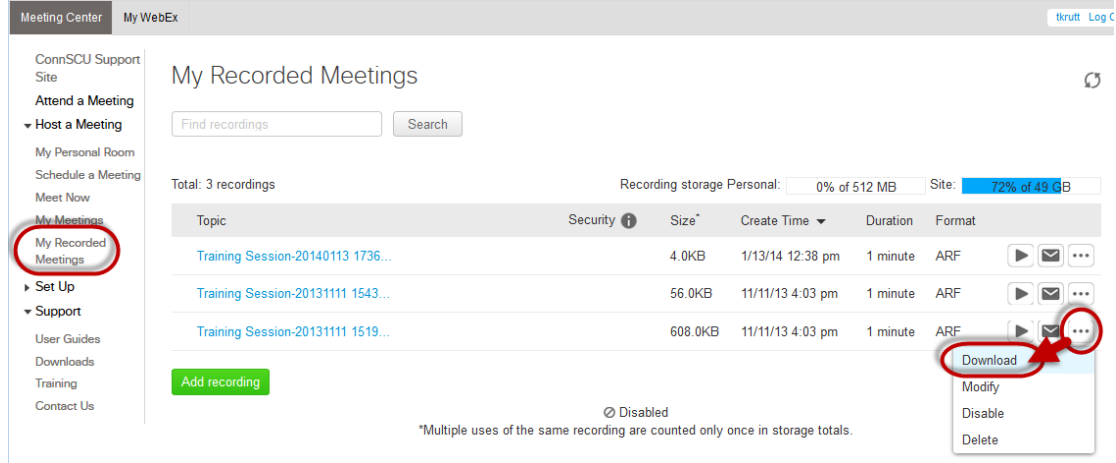 Meeting Center My WebEx tkrutt Log
ConnSCU Support
Site
Attend a Meeting
Host a Meeting
My Personal Room
Schedule a Meeting
Meet Now
My Meetings
My Recorded
Meetings
Set Up
Support
User Guides
Downloads
Training
Contact Us
My Recorded Meetings
Find recordings Search
Total: 3 recordings Recording storage Personal: 0% of 512 MB Site: 72% of 49 GB
Topic Security Size* Create Time Duration Format
Training Session-20140113 1736... 4.0KB 1/13/14 12:38 pm 1 minute ARF
Training Session-20131111 1543... 56.0KB 11/11/13 4:03 pm 1 minute ARF
Training Session-20131111 1519... 608.0KB 11/11/13 4:03 pm 1 minute ARF
Download
Modify
Disable
Delete
Add recording
Disabled
*Multiple uses of the same recording are counted only once in storage totals.